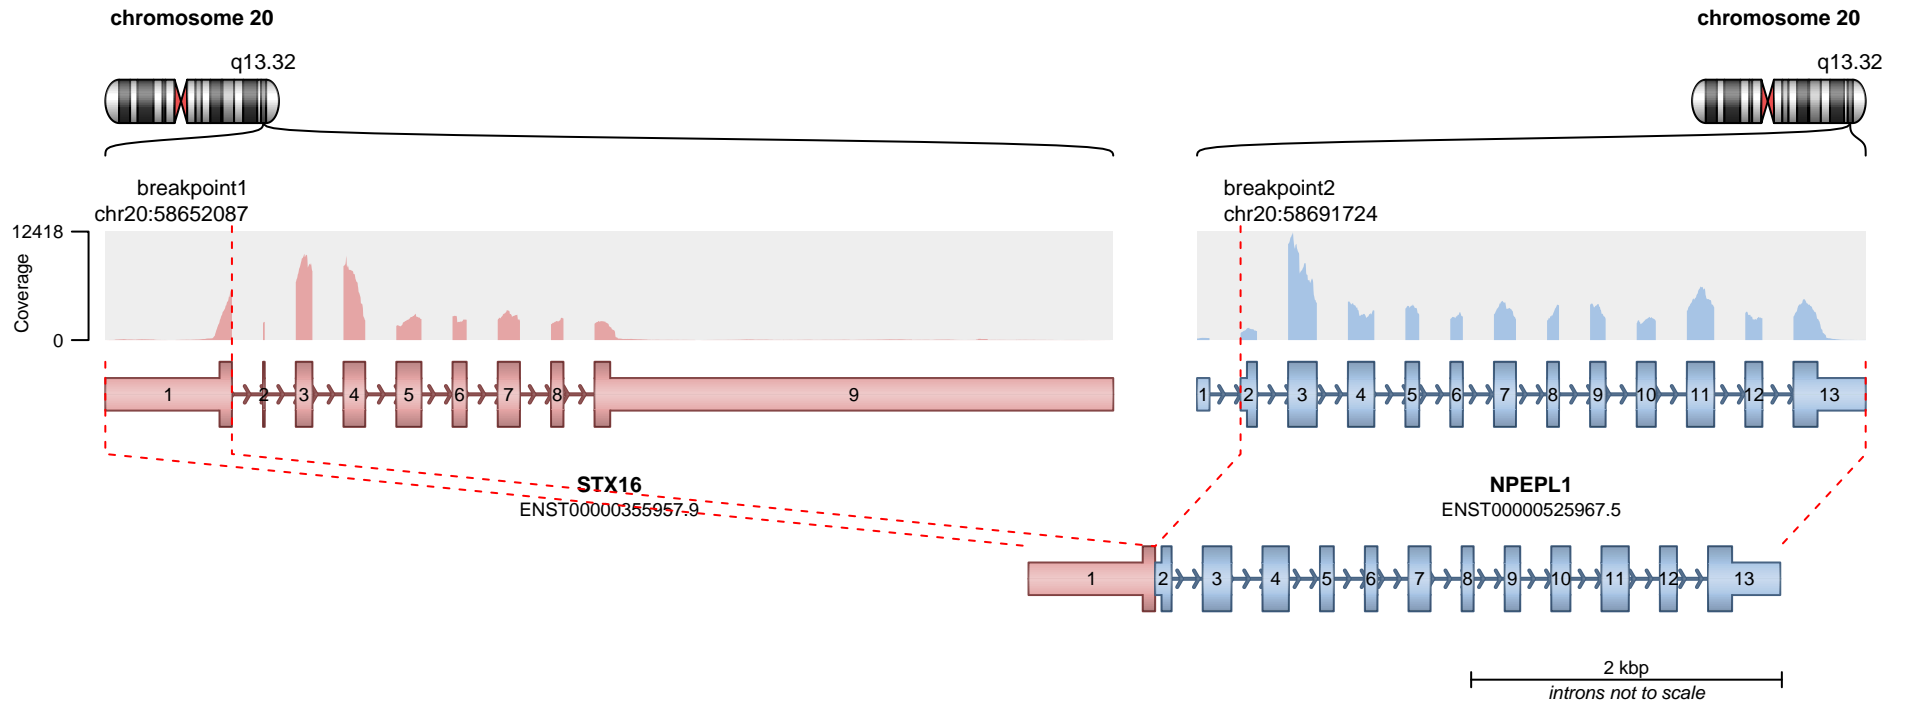 chromosome 20
chromosome 20
q13.32
q13.32
breakpoint1
chr20:58652087
breakpoint2
chr20:58691724
12418
Coverage
0
1 2 3 4 5 6 7 8 9
1 2 3 4 5 6 7 8 9 10 11 12 13
STX16
ENST00000355957.9
NPEPL1
ENST00000525967.5
1 2 3 4 5 6 7 8 9 10 11 12 13
2 kbp
introns not to scale